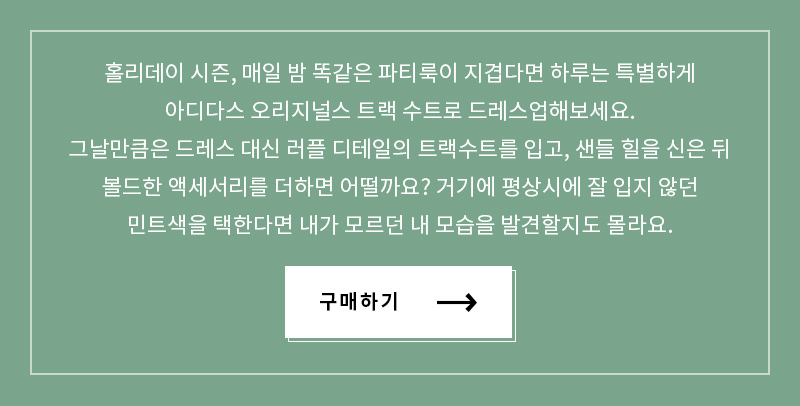 홀리데이 시즌, 매일 밤 똑같은 파티룩이 지겹다면 하루는 특별하게
아디다스 오리지널스 트랙 수트로 드레스업해보세요.
그날만큼은 드레스 대신 러플 디테일의 트랙수트를 입고, 샌들 힐을 신은 뒤
볼드한 액세서리를 더하면 어떨까요? 거기에 평상시에 잘 입지 않던
민트색을 택한다면 내가 모르던 내 모습을 발견할지도 몰라요.
구매하기